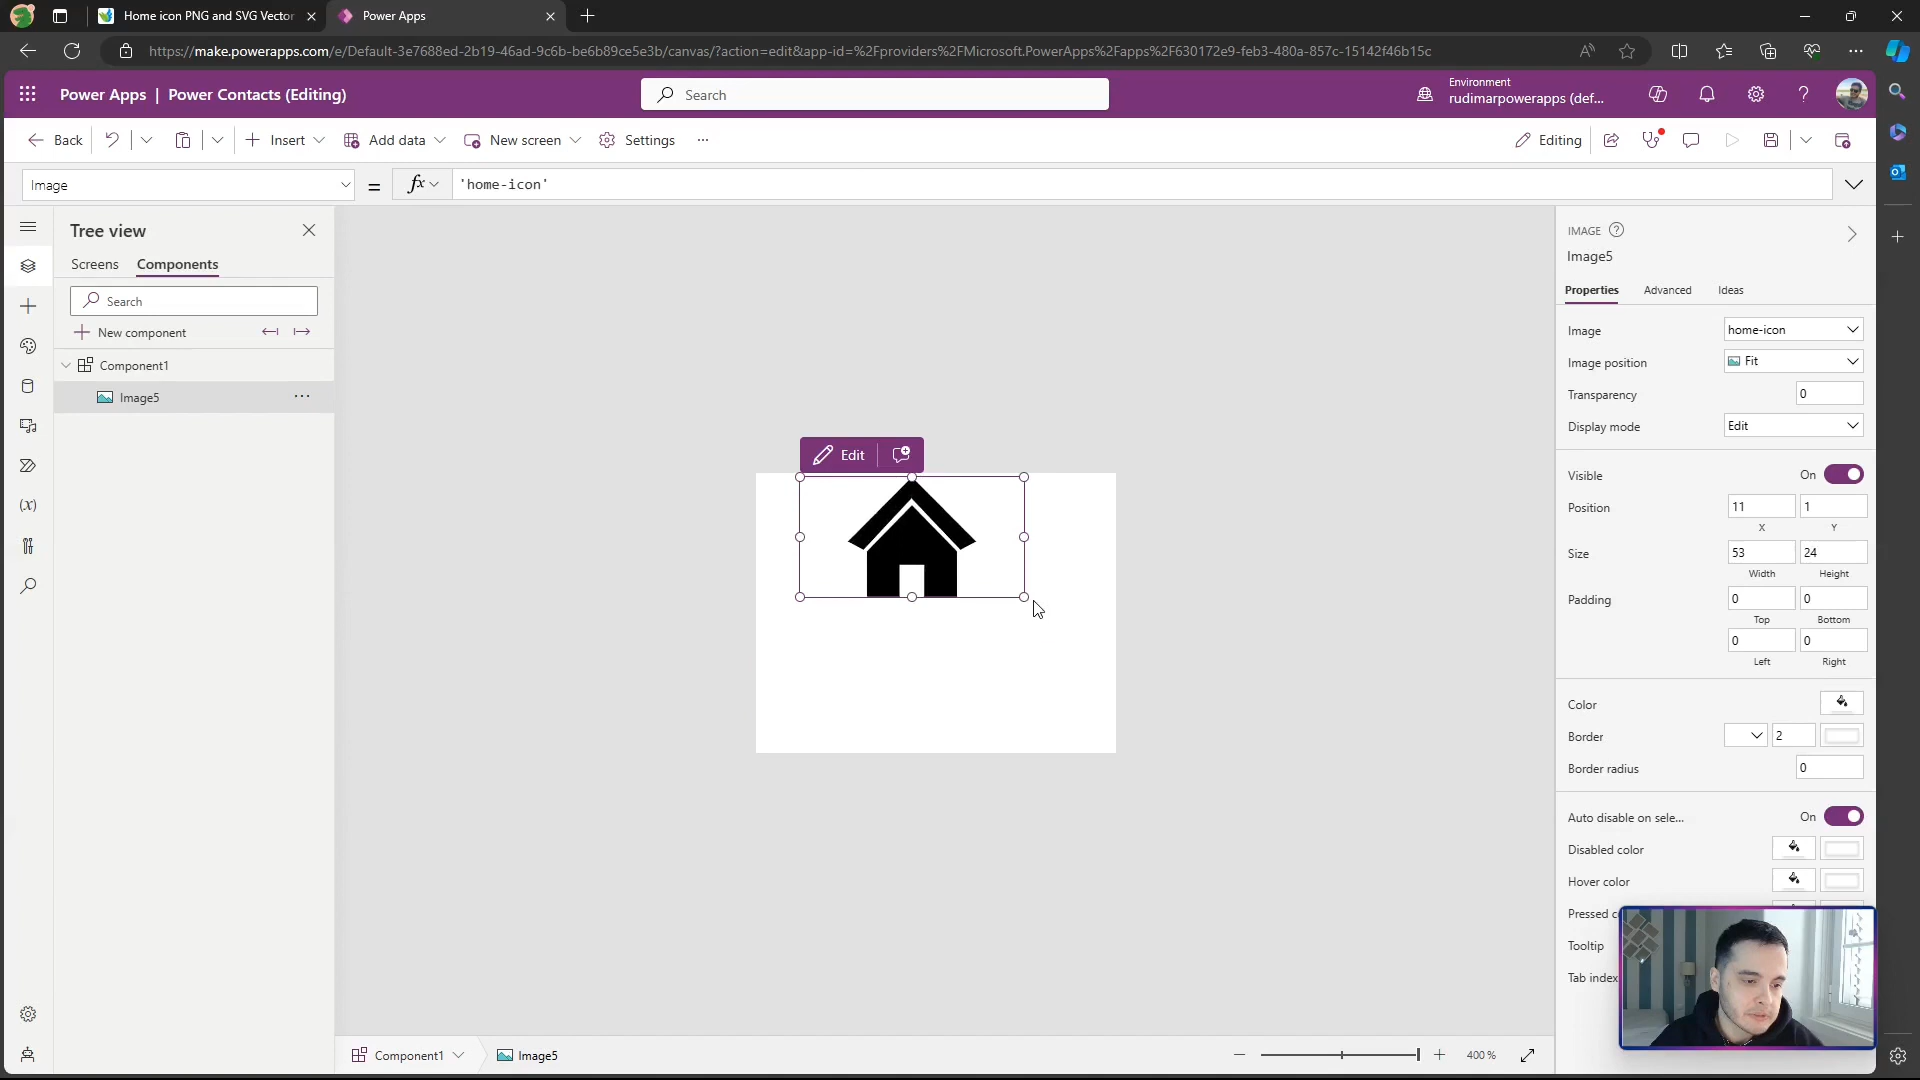 Home icon PNG and SVG Vector
Power Apps
https://make.powerapps.com/e/Default-3e7688ed-2b19-46ad-9c6b-be6b89ce5e3b/canvas/?action=edit&app-id=%2Fproviders%2FMicrosoft.PowerApps%2Fapps%2F630172e9-feb3-480a-857c-15142f46b15c
Power Apps | Power Contacts (Editing)
Search
Environment
rudimarpowerapps (def...
Back
Insert
Add data
New screen
Settings
...
Editing
Image
=
fx
'home-icon'
Tree view
Screens
Components
Search
New component
Component1
Image5
Edit
IMAGE
Image5
Properties
Advanced
Ideas
Image
home-icon
Image position
Fit
Transparency
0
Display mode
Edit
Visible
On
Position
11
1
X
Y
Size
53
24
Width
Height
Padding
0
0
Top
Bottom
0
0
Left
Right
Color
Border
2
Border radius
0
Auto disable on sele...
On
Disabled color
Hover color
Pressed c
Tooltip
Tab index
Component1
Image5
400 %